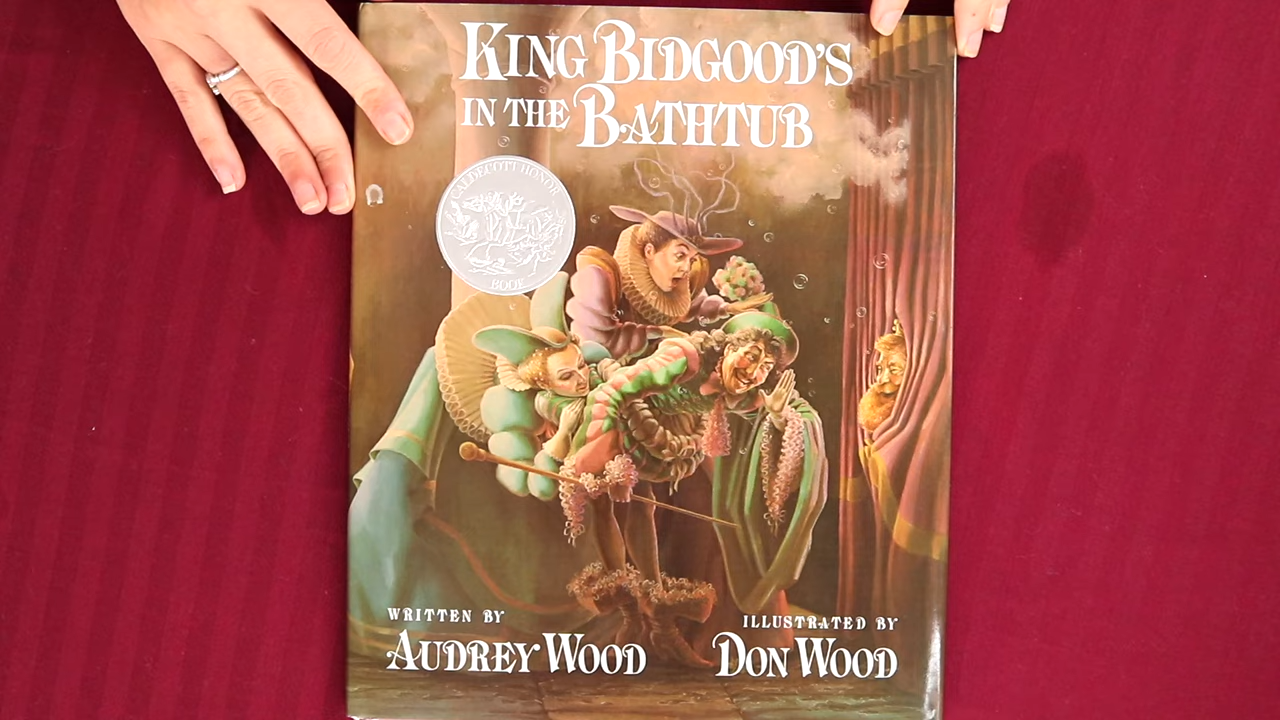 KING BIDGOOD'S
IN THE BATHTUB
CALDECOTT HONOR
BOOK
WRITTEN BY
AUDREY WOOD
ILLUSTRATED BY
DON WOOD